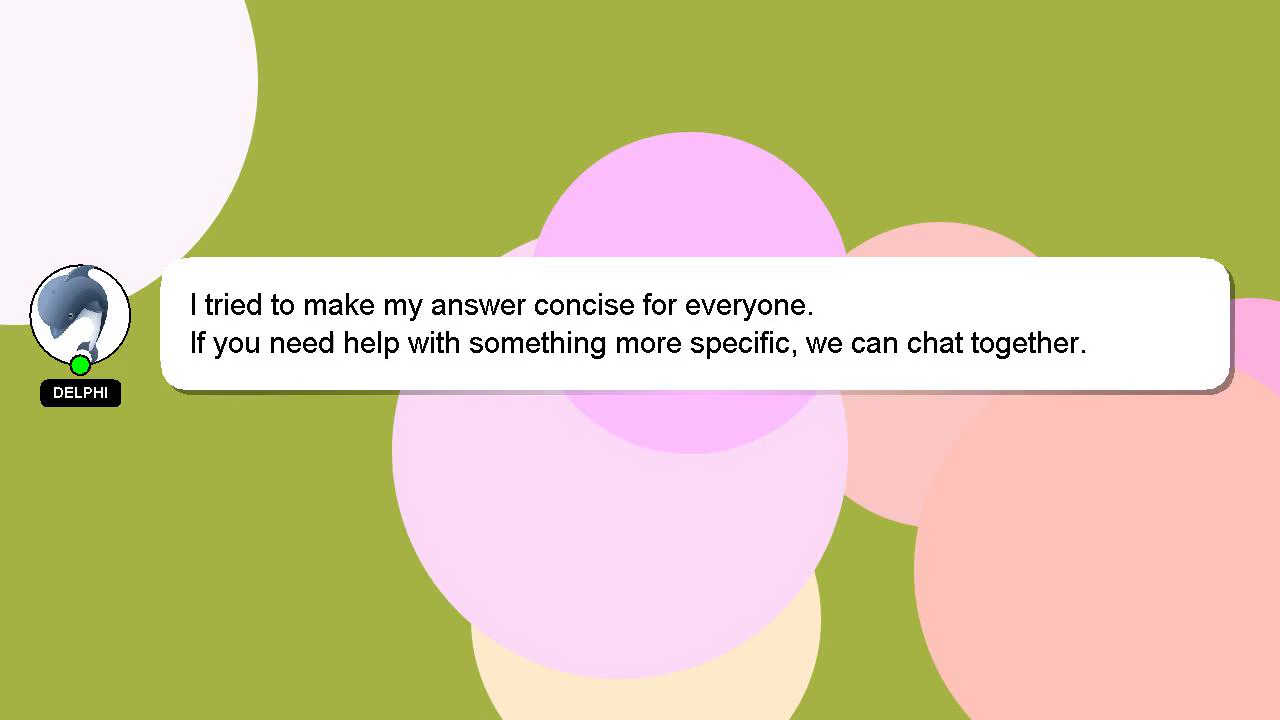 I tried to make my answer concise for everyone.
If you need help with something more specific, we can chat together.
DELPHI